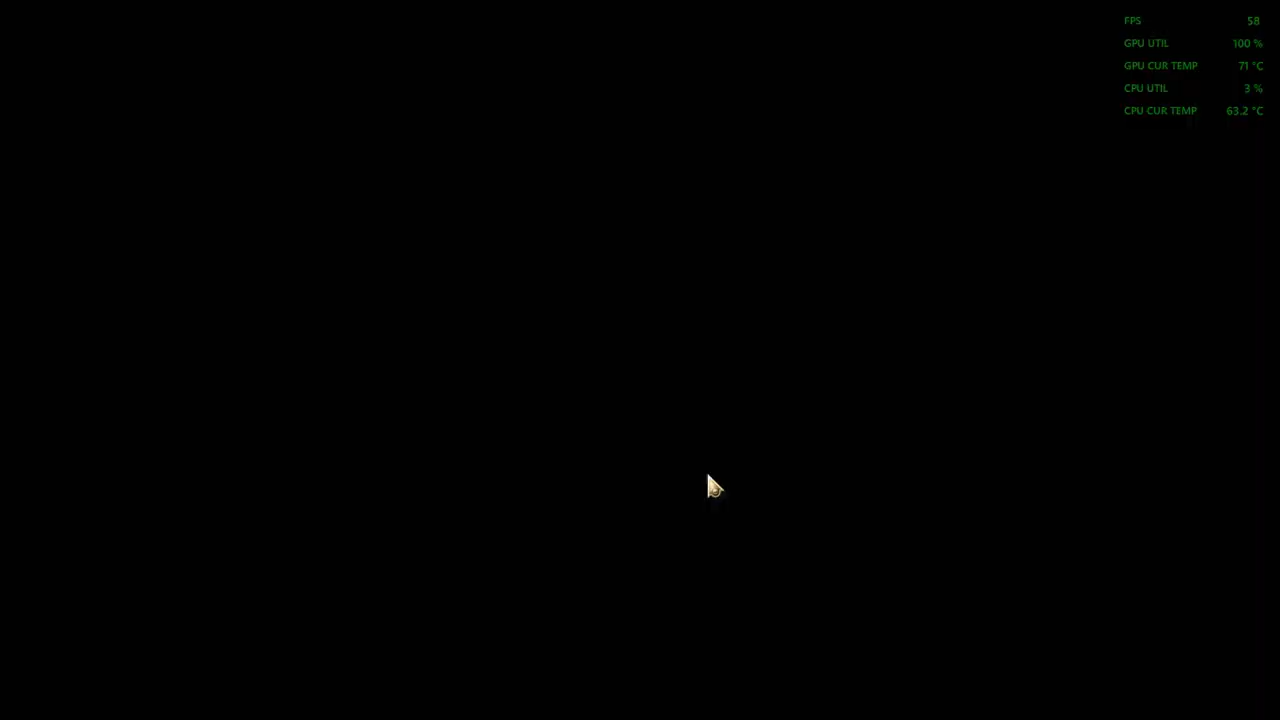 FPS 58
GPU UTIL 100 %
GPU CUR TEMP 71 °C
CPU UTIL 3 %
CPU CUR TEMP 63.2 °C